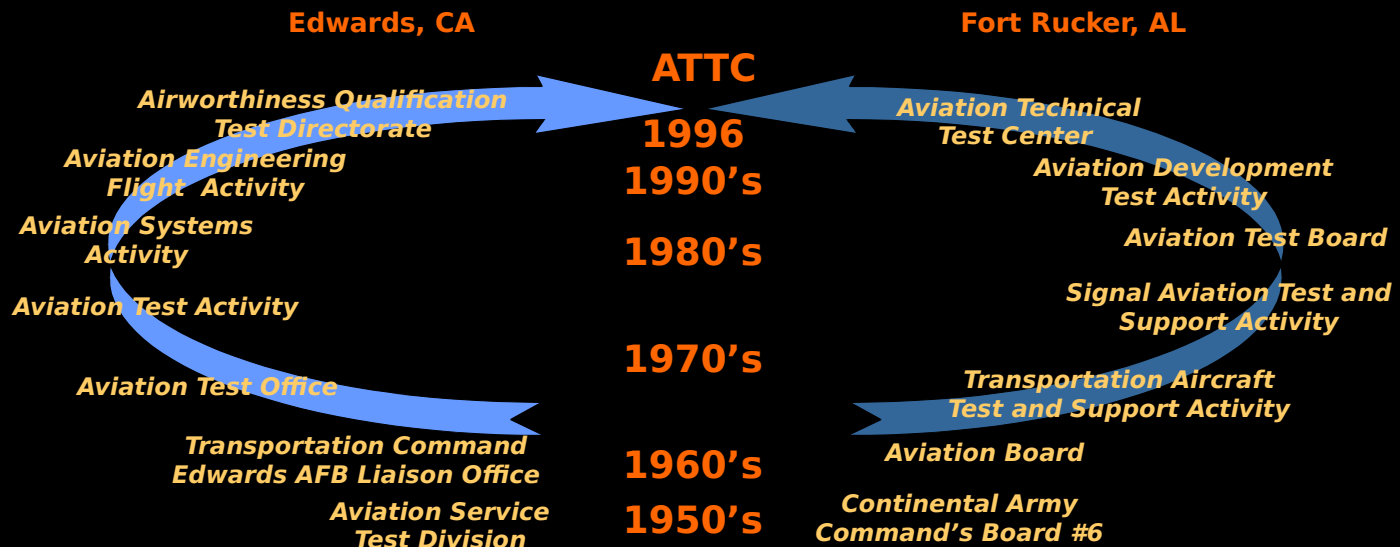 Edwards, CA
Fort Rucker, AL
ATTC
Airworthiness Qualification
Test Directorate
Aviation Engineering
Flight  Activity
Aviation Systems
Activity
Aviation Test Activity
Aviation Test Office
Transportation Command
Edwards AFB Liaison Office
Aviation Service
Test Division
1996
1990’s
1980’s
1970’s
1960’s
1950’s
Aviation Technical
Test Center
Aviation Development
Test Activity
Aviation Test Board
Signal Aviation Test and
Support Activity
Transportation Aircraft
Test and Support Activity
Aviation Board
Continental Army
Command’s Board #6